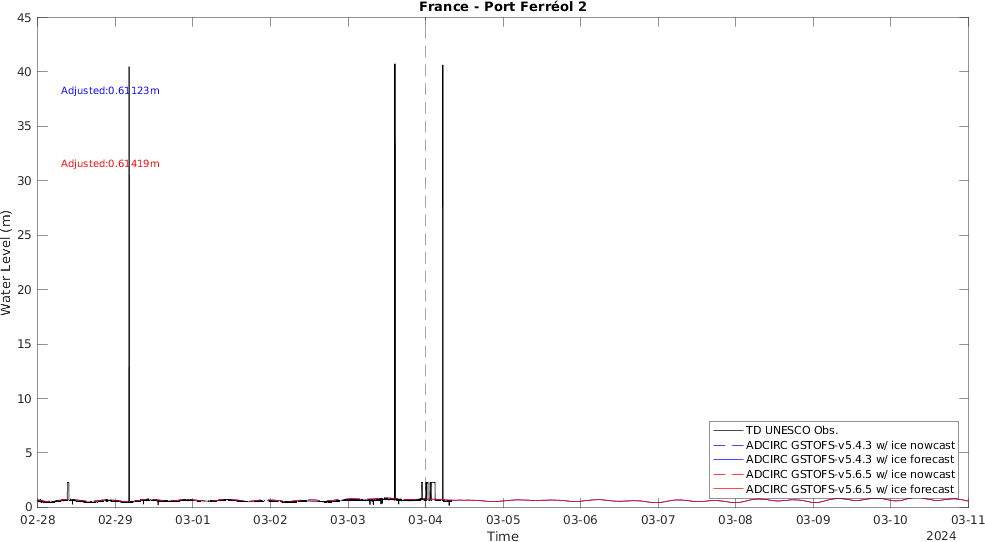 France - Port Ferréol 2
45
40
35
30
25
20
15
10
5
0
Water Level (m)
Adjusted:0.61123m
Adjusted:0.61419m
TD UNESCO Obs.
ADCIRC GSTOFS-v5.4.3 w/ ice nowcast
ADCIRC GSTOFS-v5.4.3 w/ ice forecast
ADCIRC GSTOFS-v5.6.5 w/ ice nowcast
ADCIRC GSTOFS-v5.6.5 w/ ice forecast
02-28 02-29 03-01 03-02 03-03 03-04 03-05 03-06 03-07 03-08 03-09 03-10 03-11
Time
2024